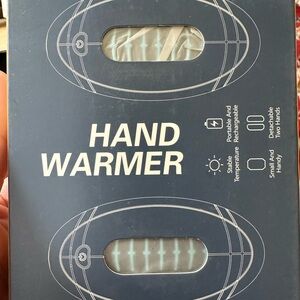 HAND
WARMER
Portable And
Rechargeable
Detachable
Two Hands
Stable
Temperature
Small And
Handy